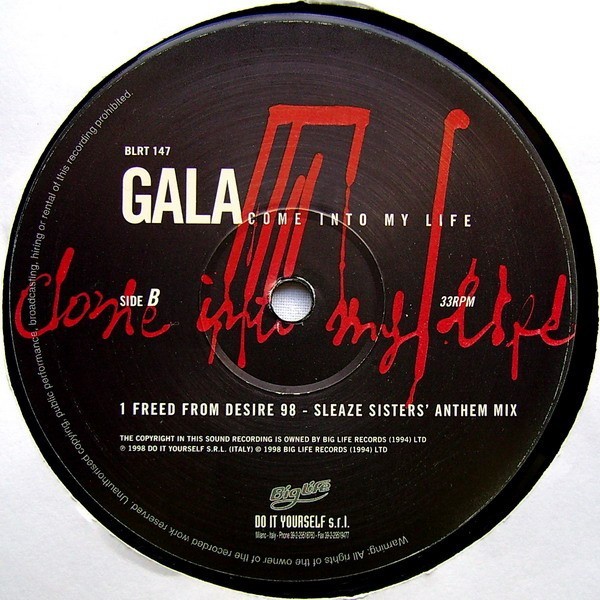 BLRT 147
GALA COME INTO MY LIFE
Come into my life
SIDE B
33RPM
1 FREED FROM DESIRE 98 - SLEAZE SISTERS' ANTHEM MIX
THE COPYRIGHT IN THIS SOUND RECORDING IS OWNED BY BIG LIFE RECORDS (1994) LTD
℗ 1998 DO IT YOURSELF S.R.L. (ITALY) © 1998 BIG LIFE RECORDS (1994) LTD
Big Life
DO IT YOURSELF s.r.l.
Warning: All rights of the owner of the recorded work reserved. Unauthorised copying, public performance, broadcasting, hiring or rental of this recording prohibited.